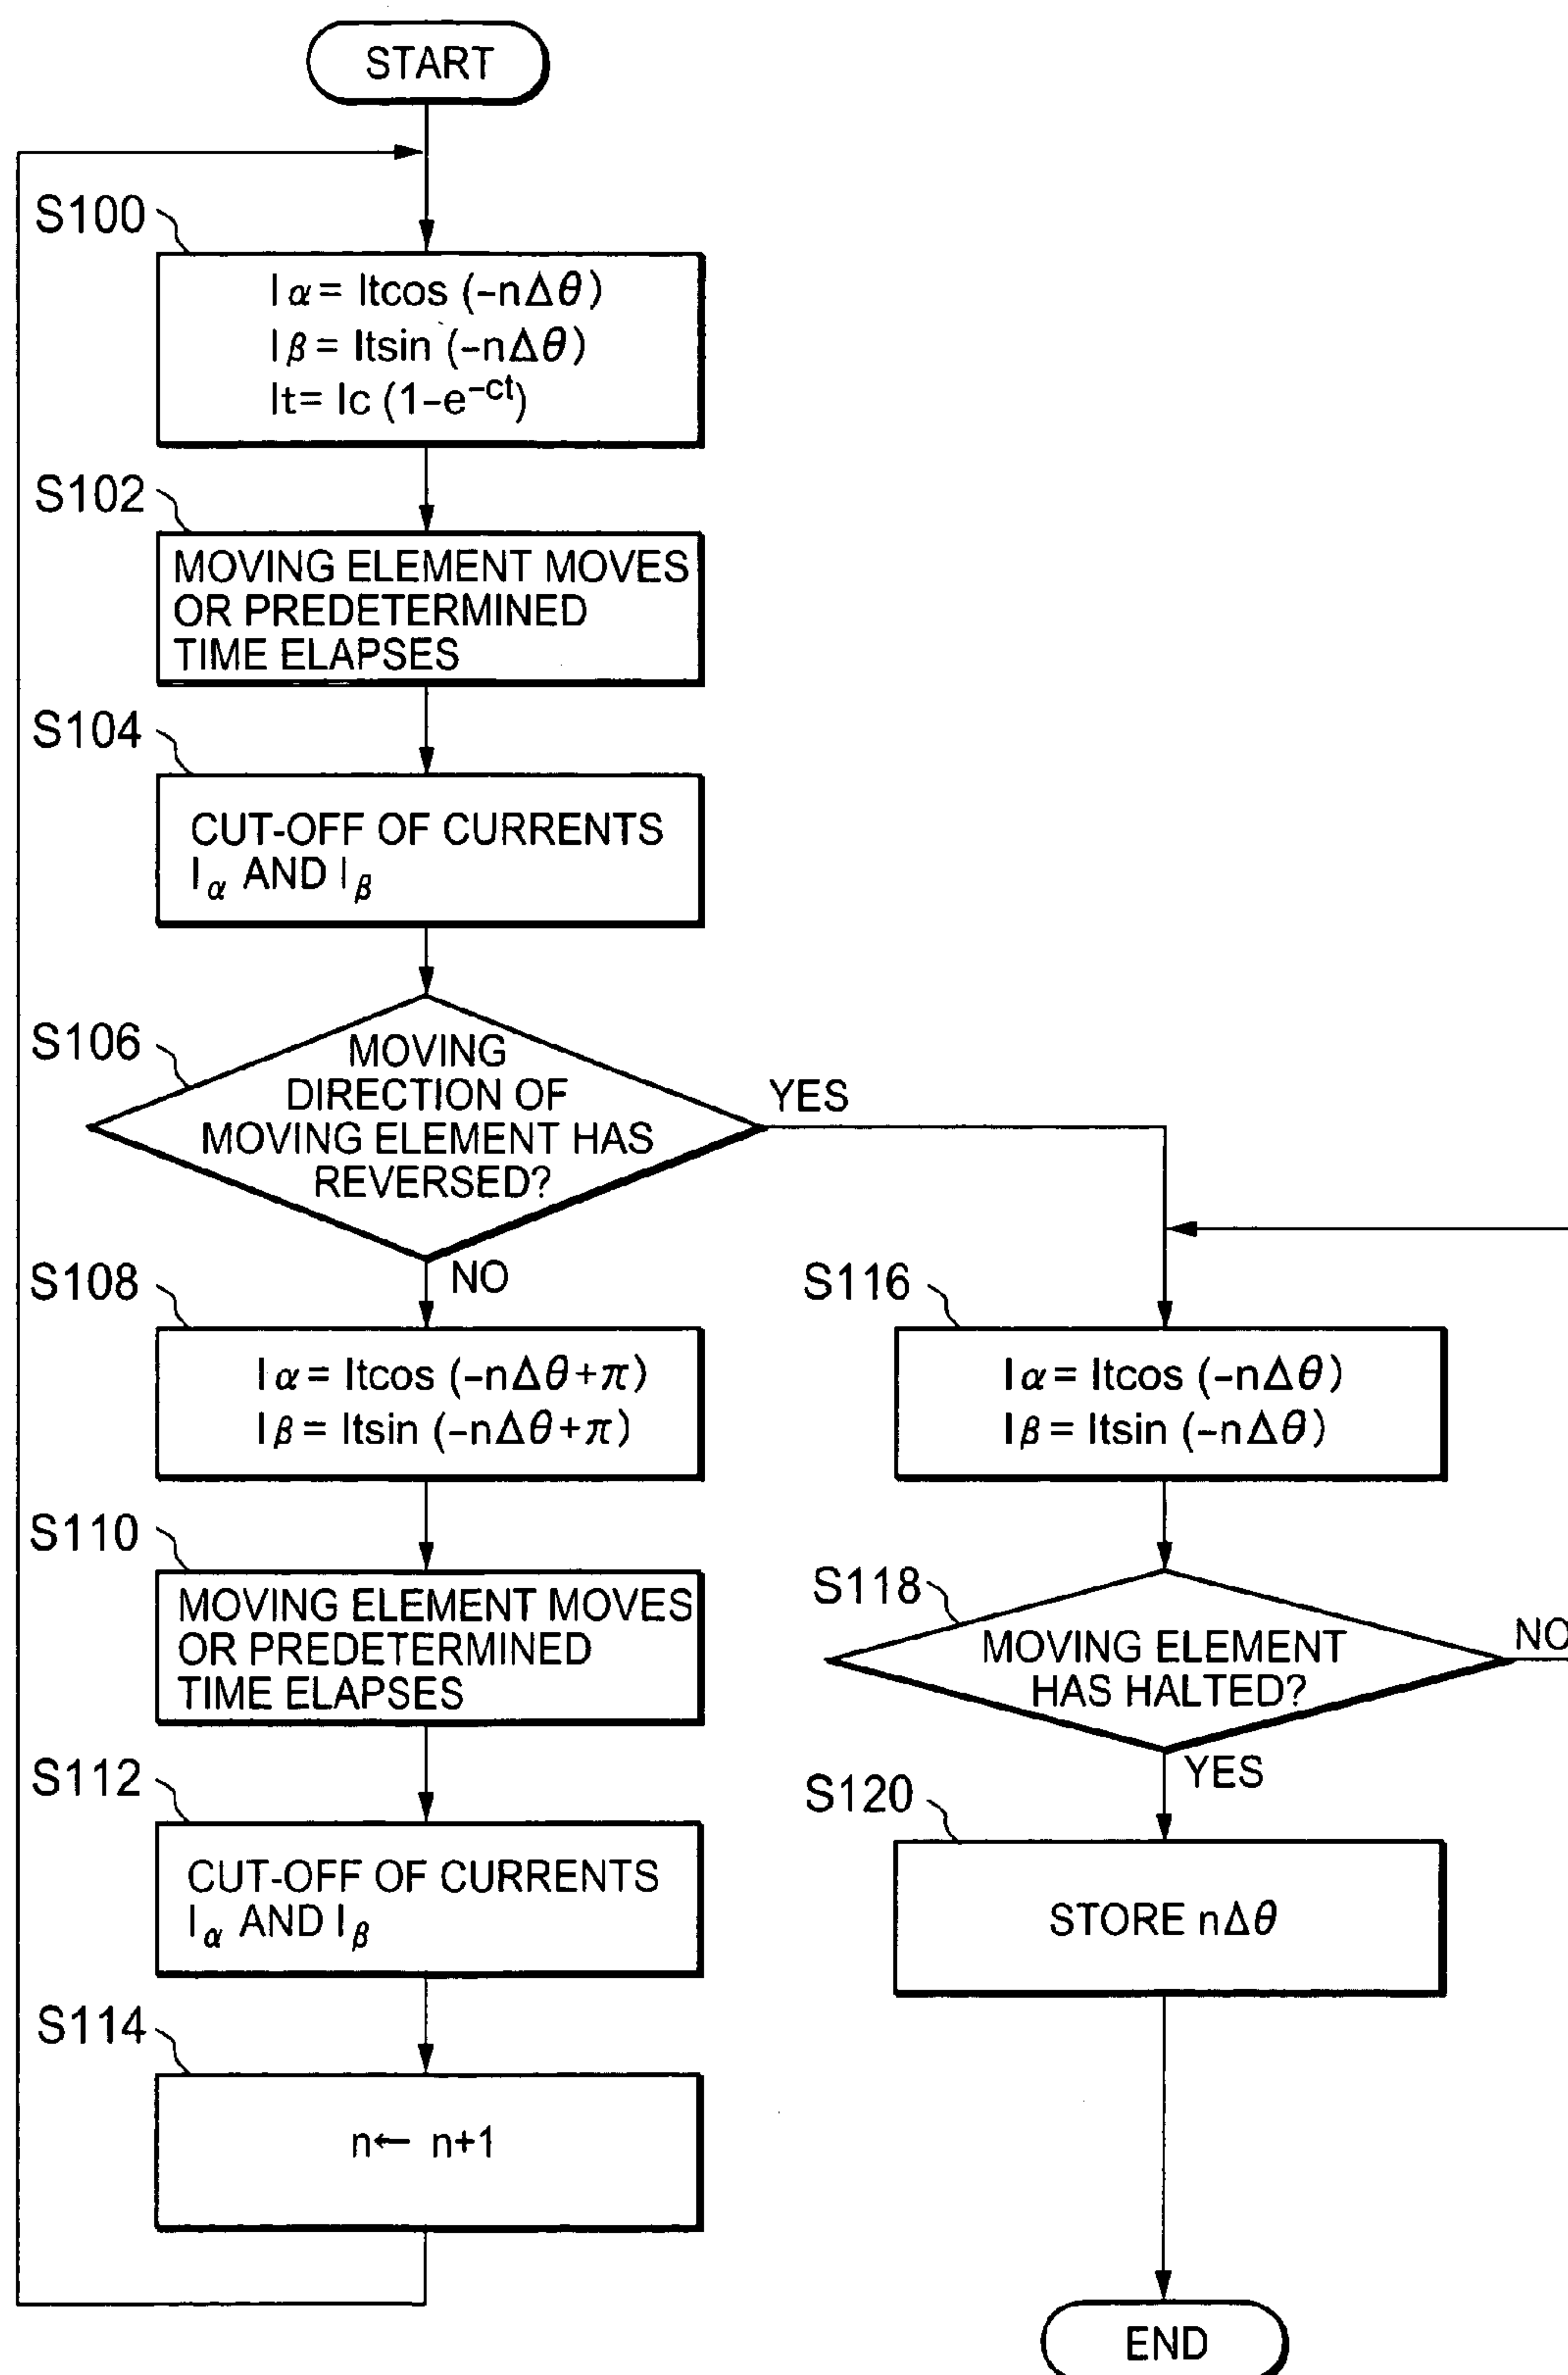 START
S100
Iα= Itcos (-nΔθ)
Iβ= Itsin (-nΔθ)
It= Ic (1-e^-ct)
S102
MOVING ELEMENT MOVES
OR PREDETERMINED
TIME ELAPSES
S104
CUT-OFF OF CURRENTS
Iα AND Iβ
S106
MOVING
DIRECTION OF
MOVING ELEMENT HAS
REVERSED?
YES
NO
S108
Iα= Itcos (-nΔθ+π)
Iβ= Itsin (-nΔθ+π)
S110
MOVING ELEMENT MOVES
OR PREDETERMINED
TIME ELAPSES
S112
CUT-OFF OF CURRENTS
Iα AND Iβ
S114
n← n+1
S116
Iα= Itcos (-nΔθ)
Iβ= Itsin (-nΔθ)
S118
MOVING ELEMENT
HAS HALTED?
NO
YES
S120
STORE nΔθ
END